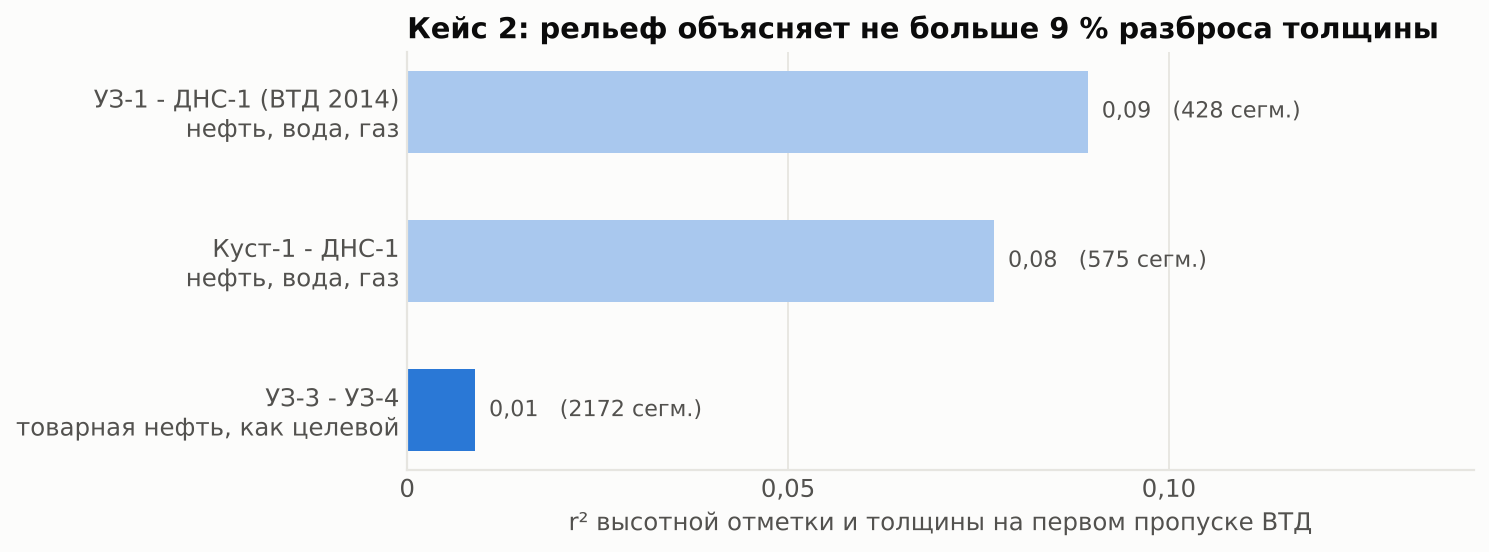 Кейс 2: рельеф объясняет не больше 9 % разброса толщины
УЗ-1 - ДНС-1 (ВТД 2014)
нефть, вода, газ
0,09 (428 сегм.)
Куст-1 - ДНС-1
нефть, вода, газ
0,08 (575 сегм.)
УЗ-3 - УЗ-4
товарная нефть, как целевой
0,01 (2172 сегм.)
0 0,05 0,10
r² высотной отметки и толщины на первом пропуске ВТД